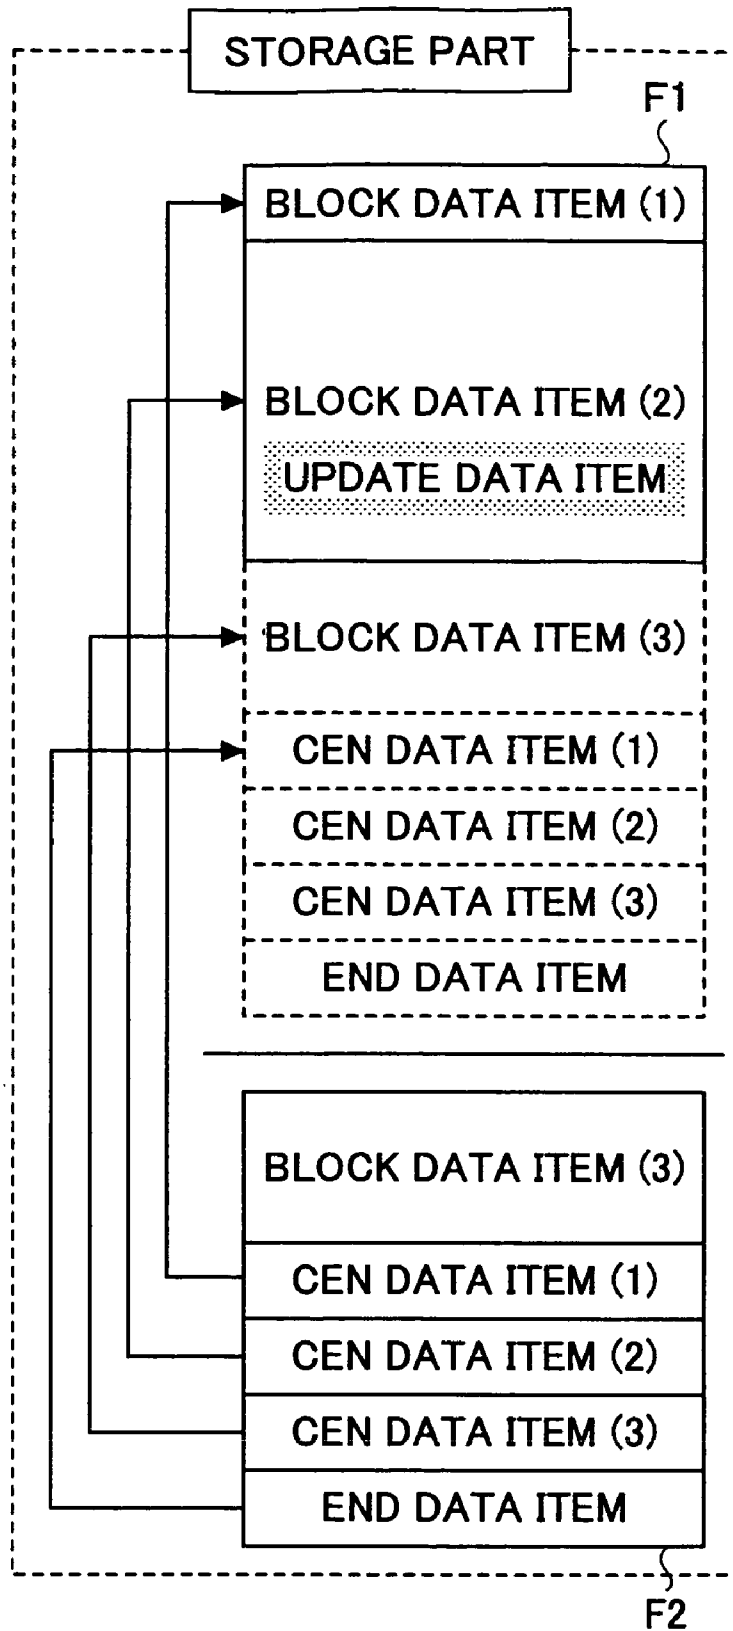 STORAGE PART
F1
BLOCK DATA ITEM (1)
BLOCK DATA ITEM (2)
UPDATE DATA ITEM
BLOCK DATA ITEM (3)
CEN DATA ITEM (1)
CEN DATA ITEM (2)
CEN DATA ITEM (3)
END DATA ITEM
BLOCK DATA ITEM (3)
CEN DATA ITEM (1)
CEN DATA ITEM (2)
CEN DATA ITEM (3)
END DATA ITEM
F2